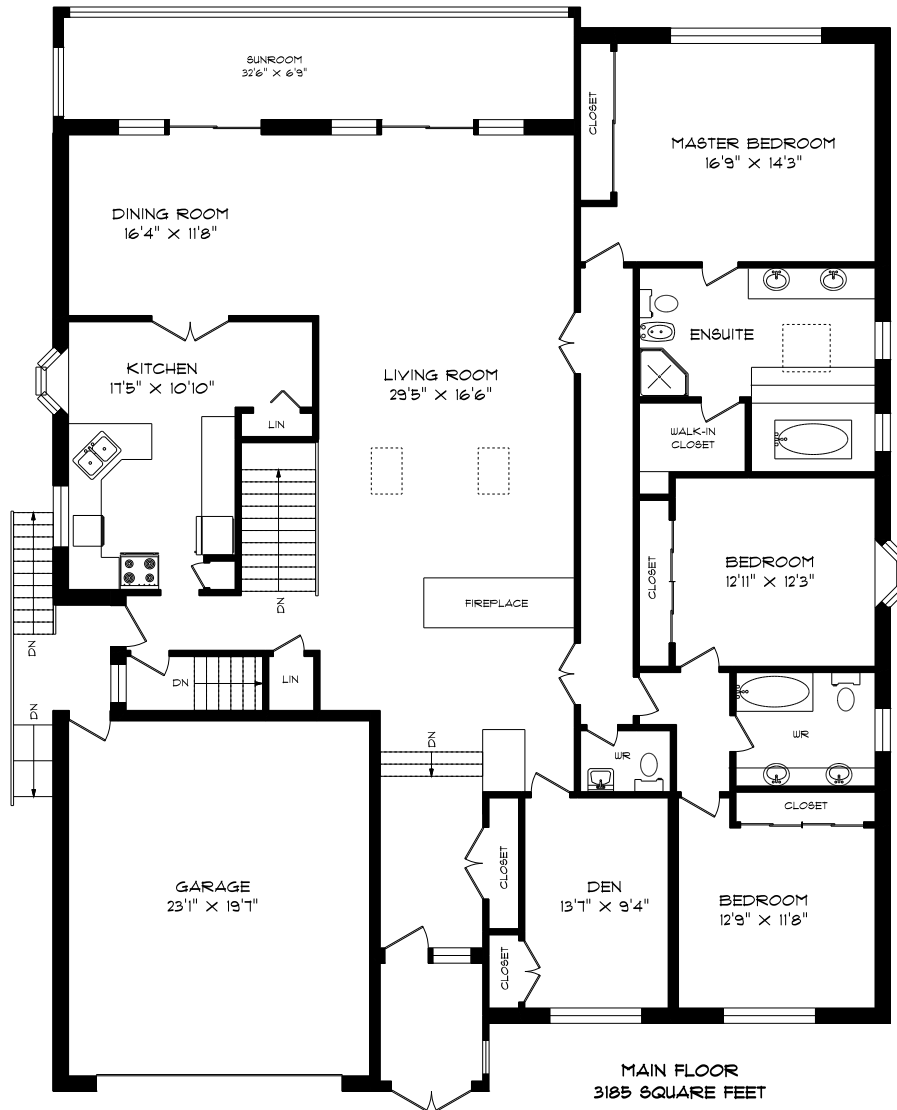 SUNROOM
32'6" X 6'9"
CLOSET
MASTER BEDROOM
16'9" X 14'3"
DINING ROOM
16'4" X 11'8"
ENSUITE
KITCHEN
17'5" X 10'10"
LIVING ROOM
29'5" X 16'6"
LIN
WALK-IN
CLOSET
BEDROOM
12'11" X 12'3"
CLOSET
DN
FIREPLACE
DN
DN
LIN
DN
DN
WR
WR
CLOSET
CLOSET
GARAGE
23'1" X 19'7"
DEN
13'7" X 9'4"
BEDROOM
12'9" X 11'8"
CLOSET
MAIN FLOOR
3185 SQUARE FEET